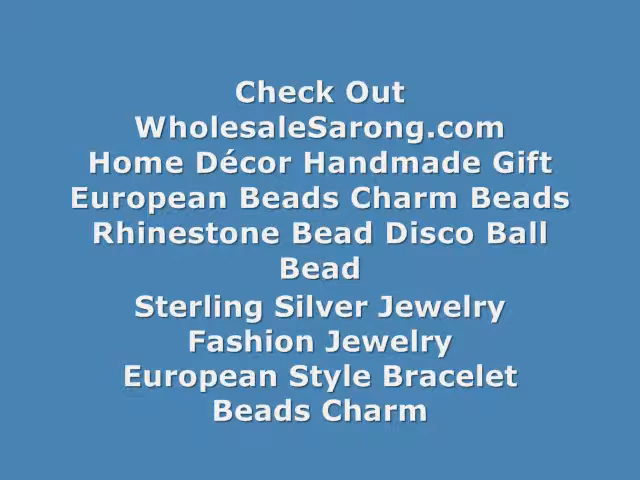 Check Out
WholesaleSarong.com
Home Décor Handmade Gift
European Beads Charm Beads
Rhinestone Bead Disco Ball
Bead
Sterling Silver Jewelry
Fashion Jewelry
European Style Bracelet
Beads Charm